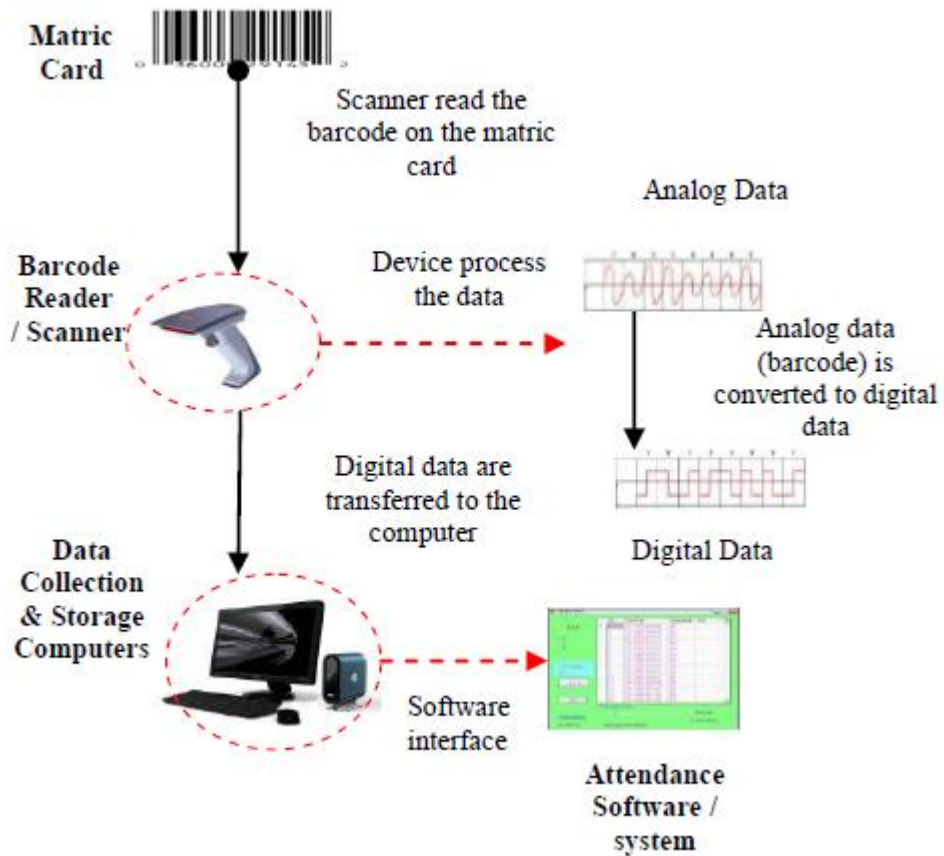 Matric
Card
Scanner read the
barcode on the matric
card
Analog Data
Barcode
Reader
/ Scanner
Device process
the data
Analog data
(barcode) is
converted to digital
data
Digital data are
transferred to the
computer
Digital Data
Data
Collection
& Storage
Computers
Software
interface
Attendance
Software /
system